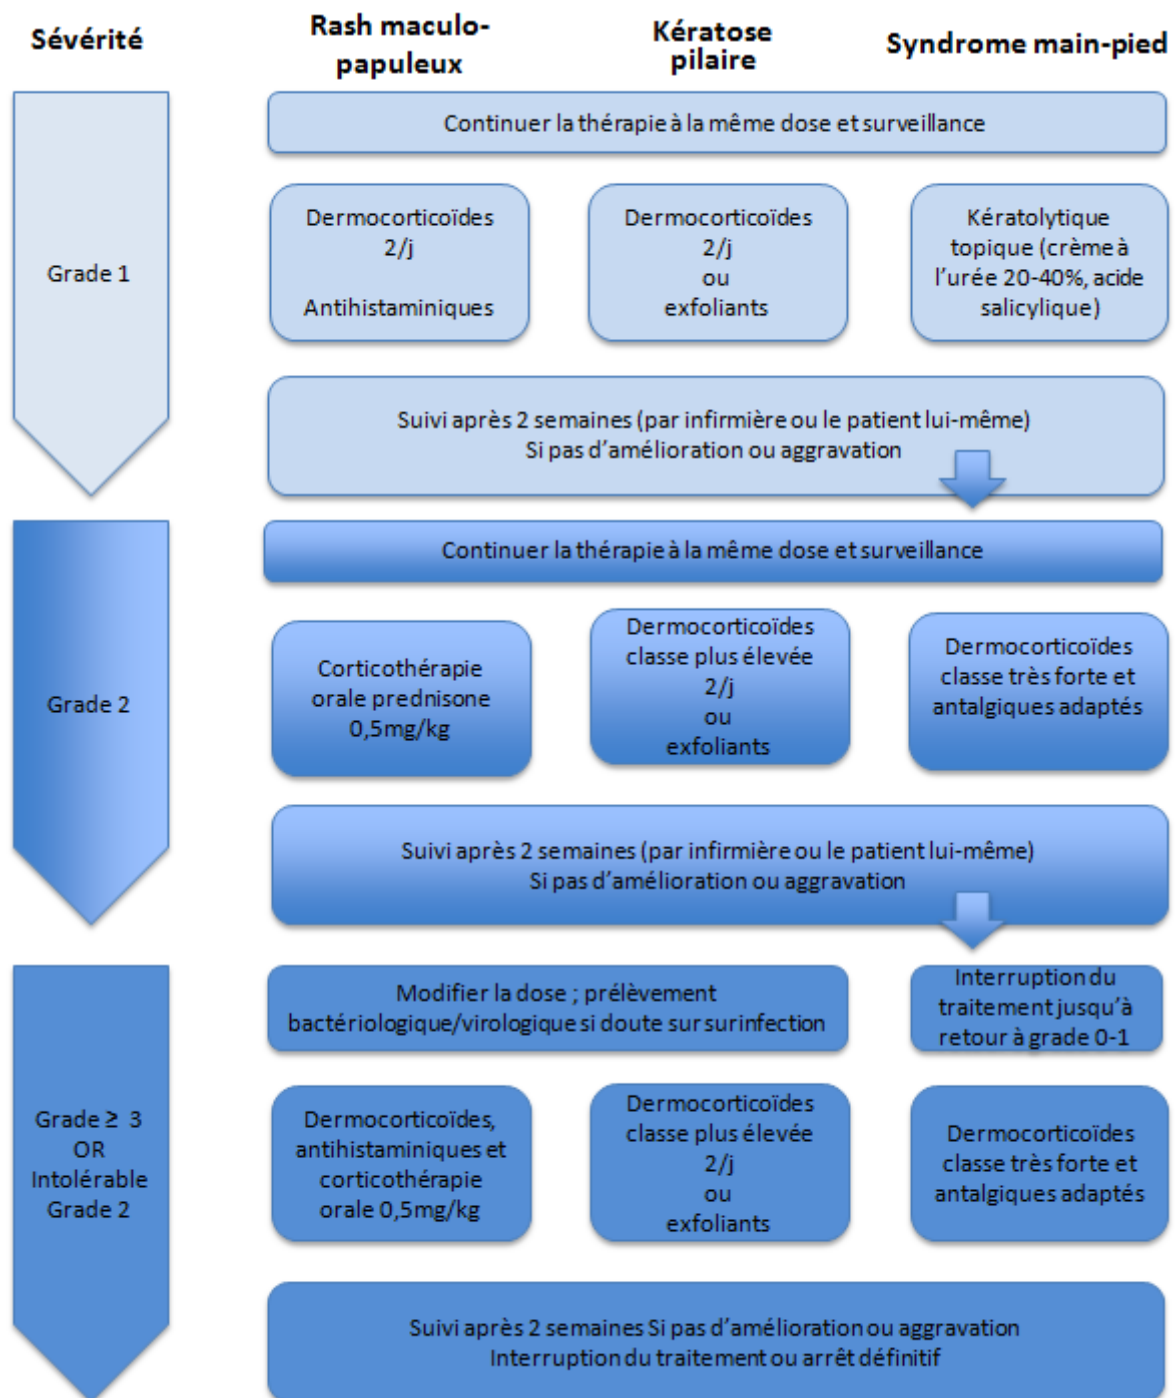 Sévérité
Rash maculo-
papuleux
Kératose
pilaire
Syndrome main-pied
Grade 1
Continuer la thérapie à la même dose et surveillance
Dermocorticoïdes
2/j
Antihistaminiques
Dermocorticoïdes
2/j
ou
exfoliants
Kératolytique
topique (crème à
l’urée 20-40%, acide
salicylique)
Suivi après 2 semaines (par infirmière ou le patient lui-même)
Si pas d’amélioration ou aggravation
Grade 2
Continuer la thérapie à la même dose et surveillance
Corticothérapie
orale prednisone
0,5mg/kg
Dermocorticoïdes
classe plus élevée
2/j
ou
exfoliants
Dermocorticoïdes
classe très forte et
antalgiques adaptés
Suivi après 2 semaines (par infirmière ou le patient lui-même)
Si pas d’amélioration ou aggravation
Grade ≥ 3
OR
Intolérable
Grade 2
Modifier la dose ; prélèvement
bactériologique/virologique si doute sur surinfection
Interruption du
traitement jusqu’à
retour à grade 0-1
Dermocorticoïdes,
antihistaminiques et
corticothérapie
orale 0,5mg/kg
Dermocorticoïdes
classe plus élevée
2/j
ou
exfoliants
Dermocorticoïdes
classe très forte et
antalgiques adaptés
Suivi après 2 semaines Si pas d’amélioration ou aggravation
Interruption du traitement ou arrêt définitif